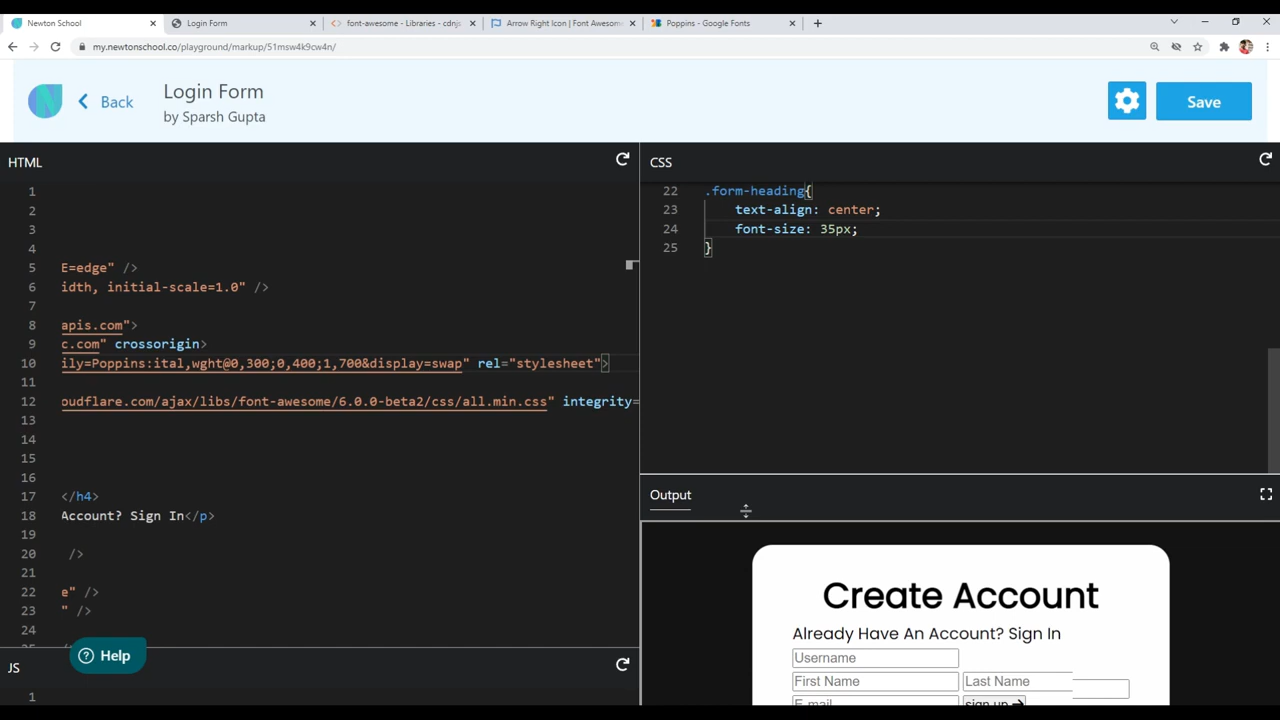 Newton School
Login Form
font-awesome - Libraries - cdnjs
Arrow Right Icon | Font Awesome
Poppins - Google Fonts
my.newtonschool.co/playground/markup/51msw4k9cw4n/
Back
Login Form
by Sparsh Gupta
Save
HTML
CSS
1
2
3
4
5 E=edge" />
6 idth, initial-scale=1.0" />
7
8 apis.com">
9 c.com" crossorigin>
10 ily=Poppins:ital,wght@0,300;0,400;1,700&display=swap" rel="stylesheet">
11
12 oudflare.com/ajax/libs/font-awesome/6.0.0-beta2/css/all.min.css" integrity=
13
14
15
16
17 </h4>
18 Account? Sign In</p>
19
20 />
21
22 e" />
23 " />
24
Help
JS
1
22 .form-heading{
23 text-align: center;
24 font-size: 35px;
25 }
Output
Create Account
Already Have An Account? Sign In
Username
First Name Last Name
E-mail sign up